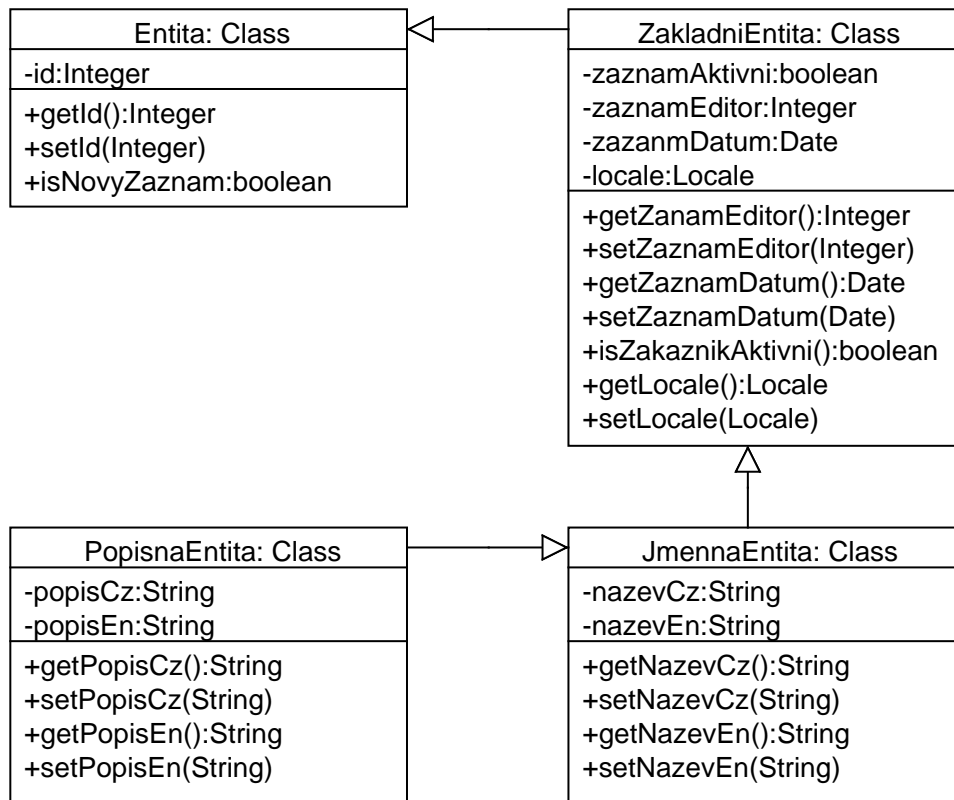 Entita: Class
-id:Integer
+getId():Integer
+setId(Integer)
+isNovyZaznam:boolean
ZakladniEntita: Class
-zaznamAktivni:boolean
-zaznamEditor:Integer
-zazanmDatum:Date
-locale:Locale
+getZanamEditor():Integer
+setZaznamEditor(Integer)
+getZaznamDatum():Date
+setZaznamDatum(Date)
+isZakaznikAktivni():boolean
+getLocale():Locale
+setLocale(Locale)
PopisnaEntita: Class
-popisCz:String
-popisEn:String
+getPopisCz():String
+setPopisCz(String)
+getPopisEn():String
+setPopisEn(String)
JmennaEntita: Class
-nazevCz:String
-nazevEn:String
+getNazevCz():String
+setNazevCz(String)
+getNazevEn():String
+setNazevEn(String)